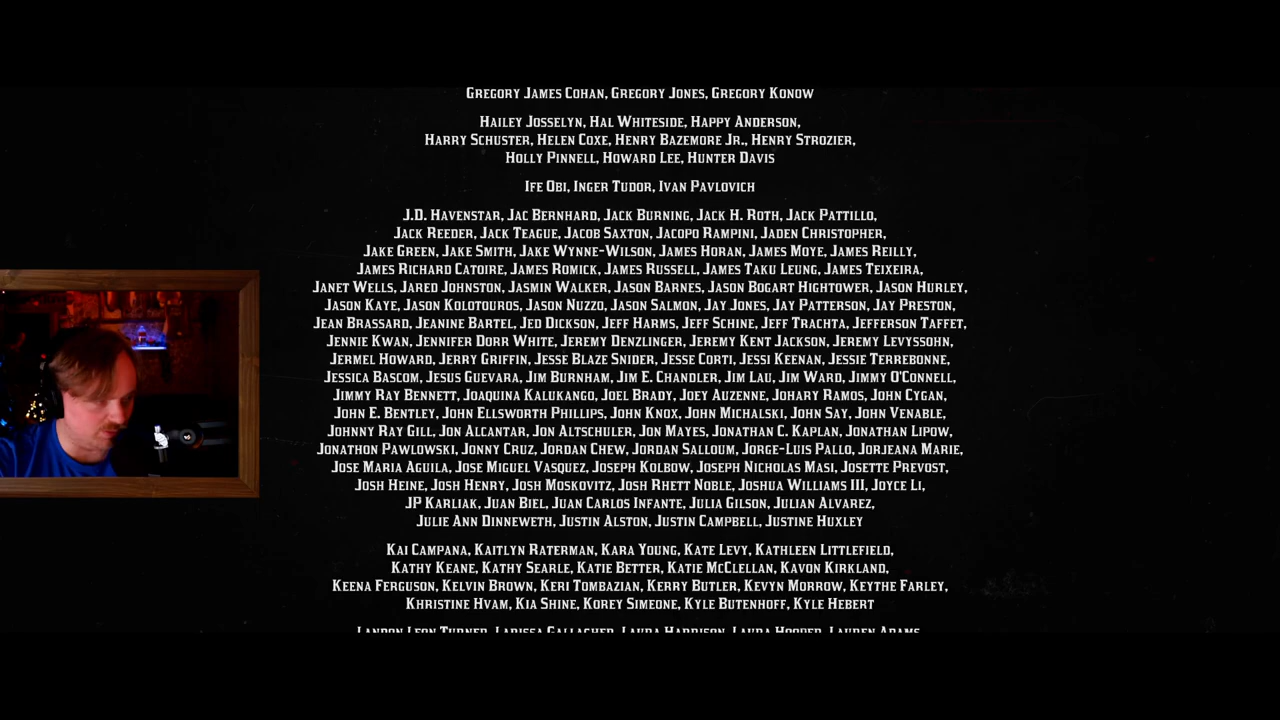 Gregory James Cohan, Gregory Jones, Gregory Konow
Hailey Josselyn, Hal Whiteside, Happy Anderson,
Harry Schuster, Helen Coxe, Henry Bazemore Jr., Henry Strozier,
Holly Pinnell, Howard Lee, Hunter Davis
Ife Obi, Inger Tudor, Ivan Pavlovich
J.D. Havenstar, Jac Bernhard, Jack Burning, Jack H. Roth, Jack Pattillo,
Jack Reeder, Jack Teague, Jacob Saxton, Jacopo Rampini, Jaden Christopher,
Jake Green, Jake Smith, Jake Wynne-Wilson, James Horan, James Moye, James Reilly,
James Richard Catoire, James Romick, James Russell, James Taku Leung, James Teixeira,
Janet Wells, Jared Johnston, Jasmin Walker, Jason Barnes, Jason Bogart Hightower, Jason Hurley,
Jason Kaye, Jason Kolotouros, Jason Nuzzo, Jason Salmon, Jay Jones, Jay Patterson, Jay Preston,
Jean Brassard, Jeanine Bartel, Jed Dickson, Jeff Harms, Jeff Schine, Jeff Trachta, Jefferson Taffet,
Jennie Kwan, Jennifer Dorr White, Jeremy Denzlinger, Jeremy Kent Jackson, Jeremy Levyssohn,
Jermel Howard, Jerry Griffin, Jesse Blaze Snider, Jesse Corti, Jessi Keenan, Jessie Terrebonne,
Jessica Bascom, Jesus Guevara, Jim Burnham, Jim E. Chandler, Jim Lau, Jim Ward, Jimmy O'Connell,
Jimmy Ray Bennett, Joaquina Kalukango, Joel Brady, Joey Auzenne, Johary Ramos, John Cygan,
John E. Bentley, John Ellsworth Phillips, John Knox, John Michalski, John Say, John Venable,
Johnny Ray Gill, Jon Alcantar, Jon Altschuler, Jon Mayes, Jonathan C. Kaplan, Jonathan Lipow,
Jonathon Pawlowski, Jonny Cruz, Jordan Chew, Jordan Salloum, Jorge-Luis Pallo, Jorjeana Marie,
Jose Maria Aguila, Jose Miguel Vasquez, Joseph Kolbow, Joseph Nicholas Masi, Josette Prevost,
Josh Heine, Josh Henry, Josh Moskovitz, Josh Rhett Noble, Joshua Williams III, Joyce Li,
JP Karliak, Juan Biel, Juan Carlos Infante, Julia Gilson, Julian Alvarez,
Julie Ann Dinneweth, Justin Alston, Justin Campbell, Justine Huxley
Kai Campana, Kaitlyn Raterman, Kara Young, Kate Levy, Kathleen Littlefield,
Kathy Keane, Kathy Searle, Katie Better, Katie McClellan, Kavon Kirkland,
Keena Ferguson, Kelvin Brown, Keri Tombazian, Kerry Butler, Kevyn Morrow, Keythe Farley,
Khristine Hvam, Kia Shine, Korey Simeone, Kyle Butenhoff, Kyle Hebert
Landon Leon Turner, Larissa Gallagher, Laura Harrison, Laura Hooper, Lauren Adams